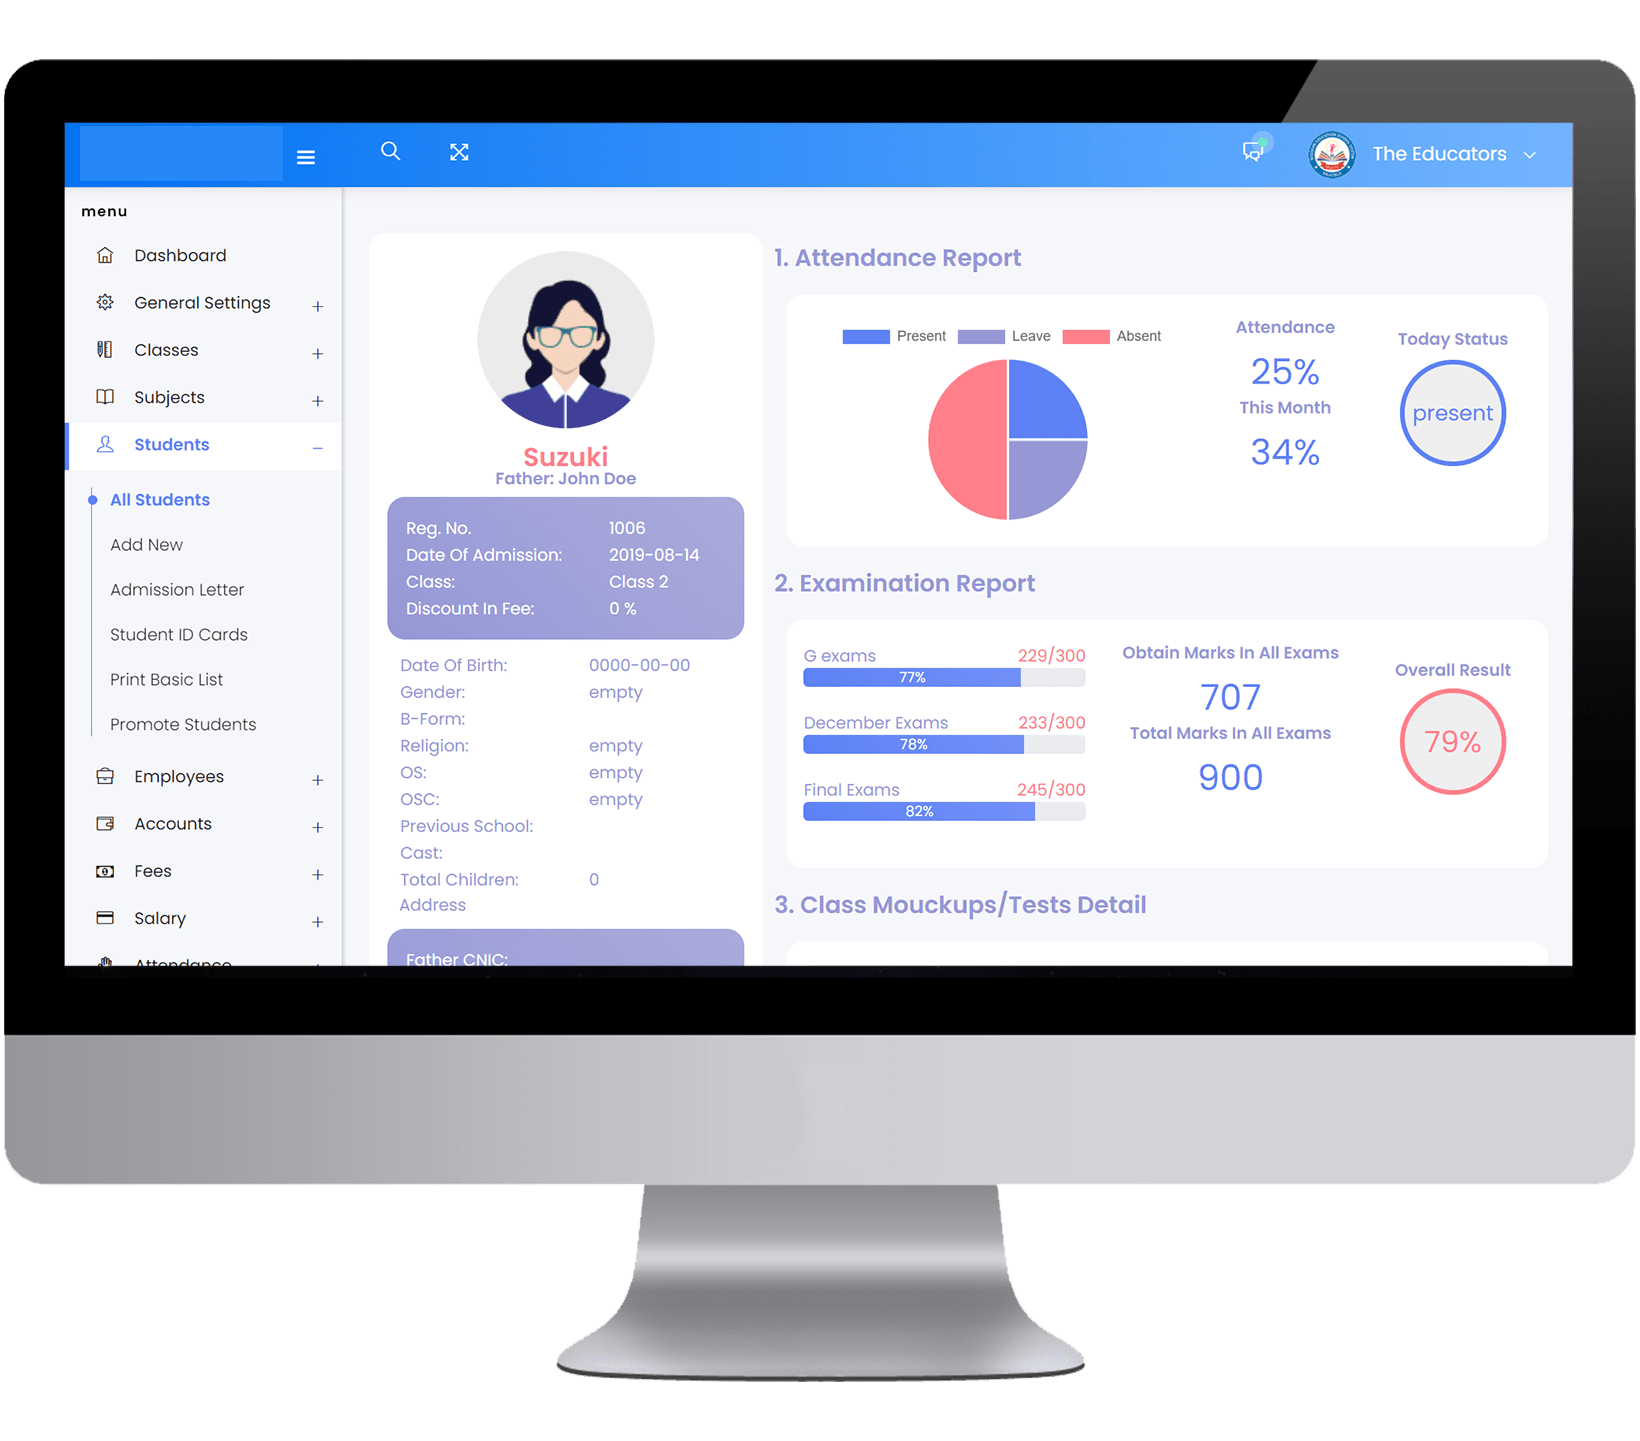 The Educators
menu
Dashboard
General Settings +
Classes +
Subjects +
Students −
All Students
Add New
Admission Letter
Student ID Cards
Print Basic List
Promote Students
Employees +
Accounts +
Fees +
Salary +
Attendance
Suzuki
Father: John Doe
Reg. No. 1006
Date Of Admission: 2019-08-14
Class: Class 2
Discount In Fee: 0 %
Date Of Birth: 0000-00-00
Gender: empty
B-Form:
Religion: empty
OS: empty
OSC: empty
Previous School:
Cast:
Total Children: 0
Address
Father CNIC:
1. Attendance Report
Present Leave Absent
Attendance
25%
This Month
34%
Today Status
present
2. Examination Report
G exams 229/300
77%
December Exams 233/300
78%
Final Exams 245/300
82%
Obtain Marks In All Exams
707
Total Marks In All Exams
900
Overall Result
79%
3. Class Mouckups/Tests Detail